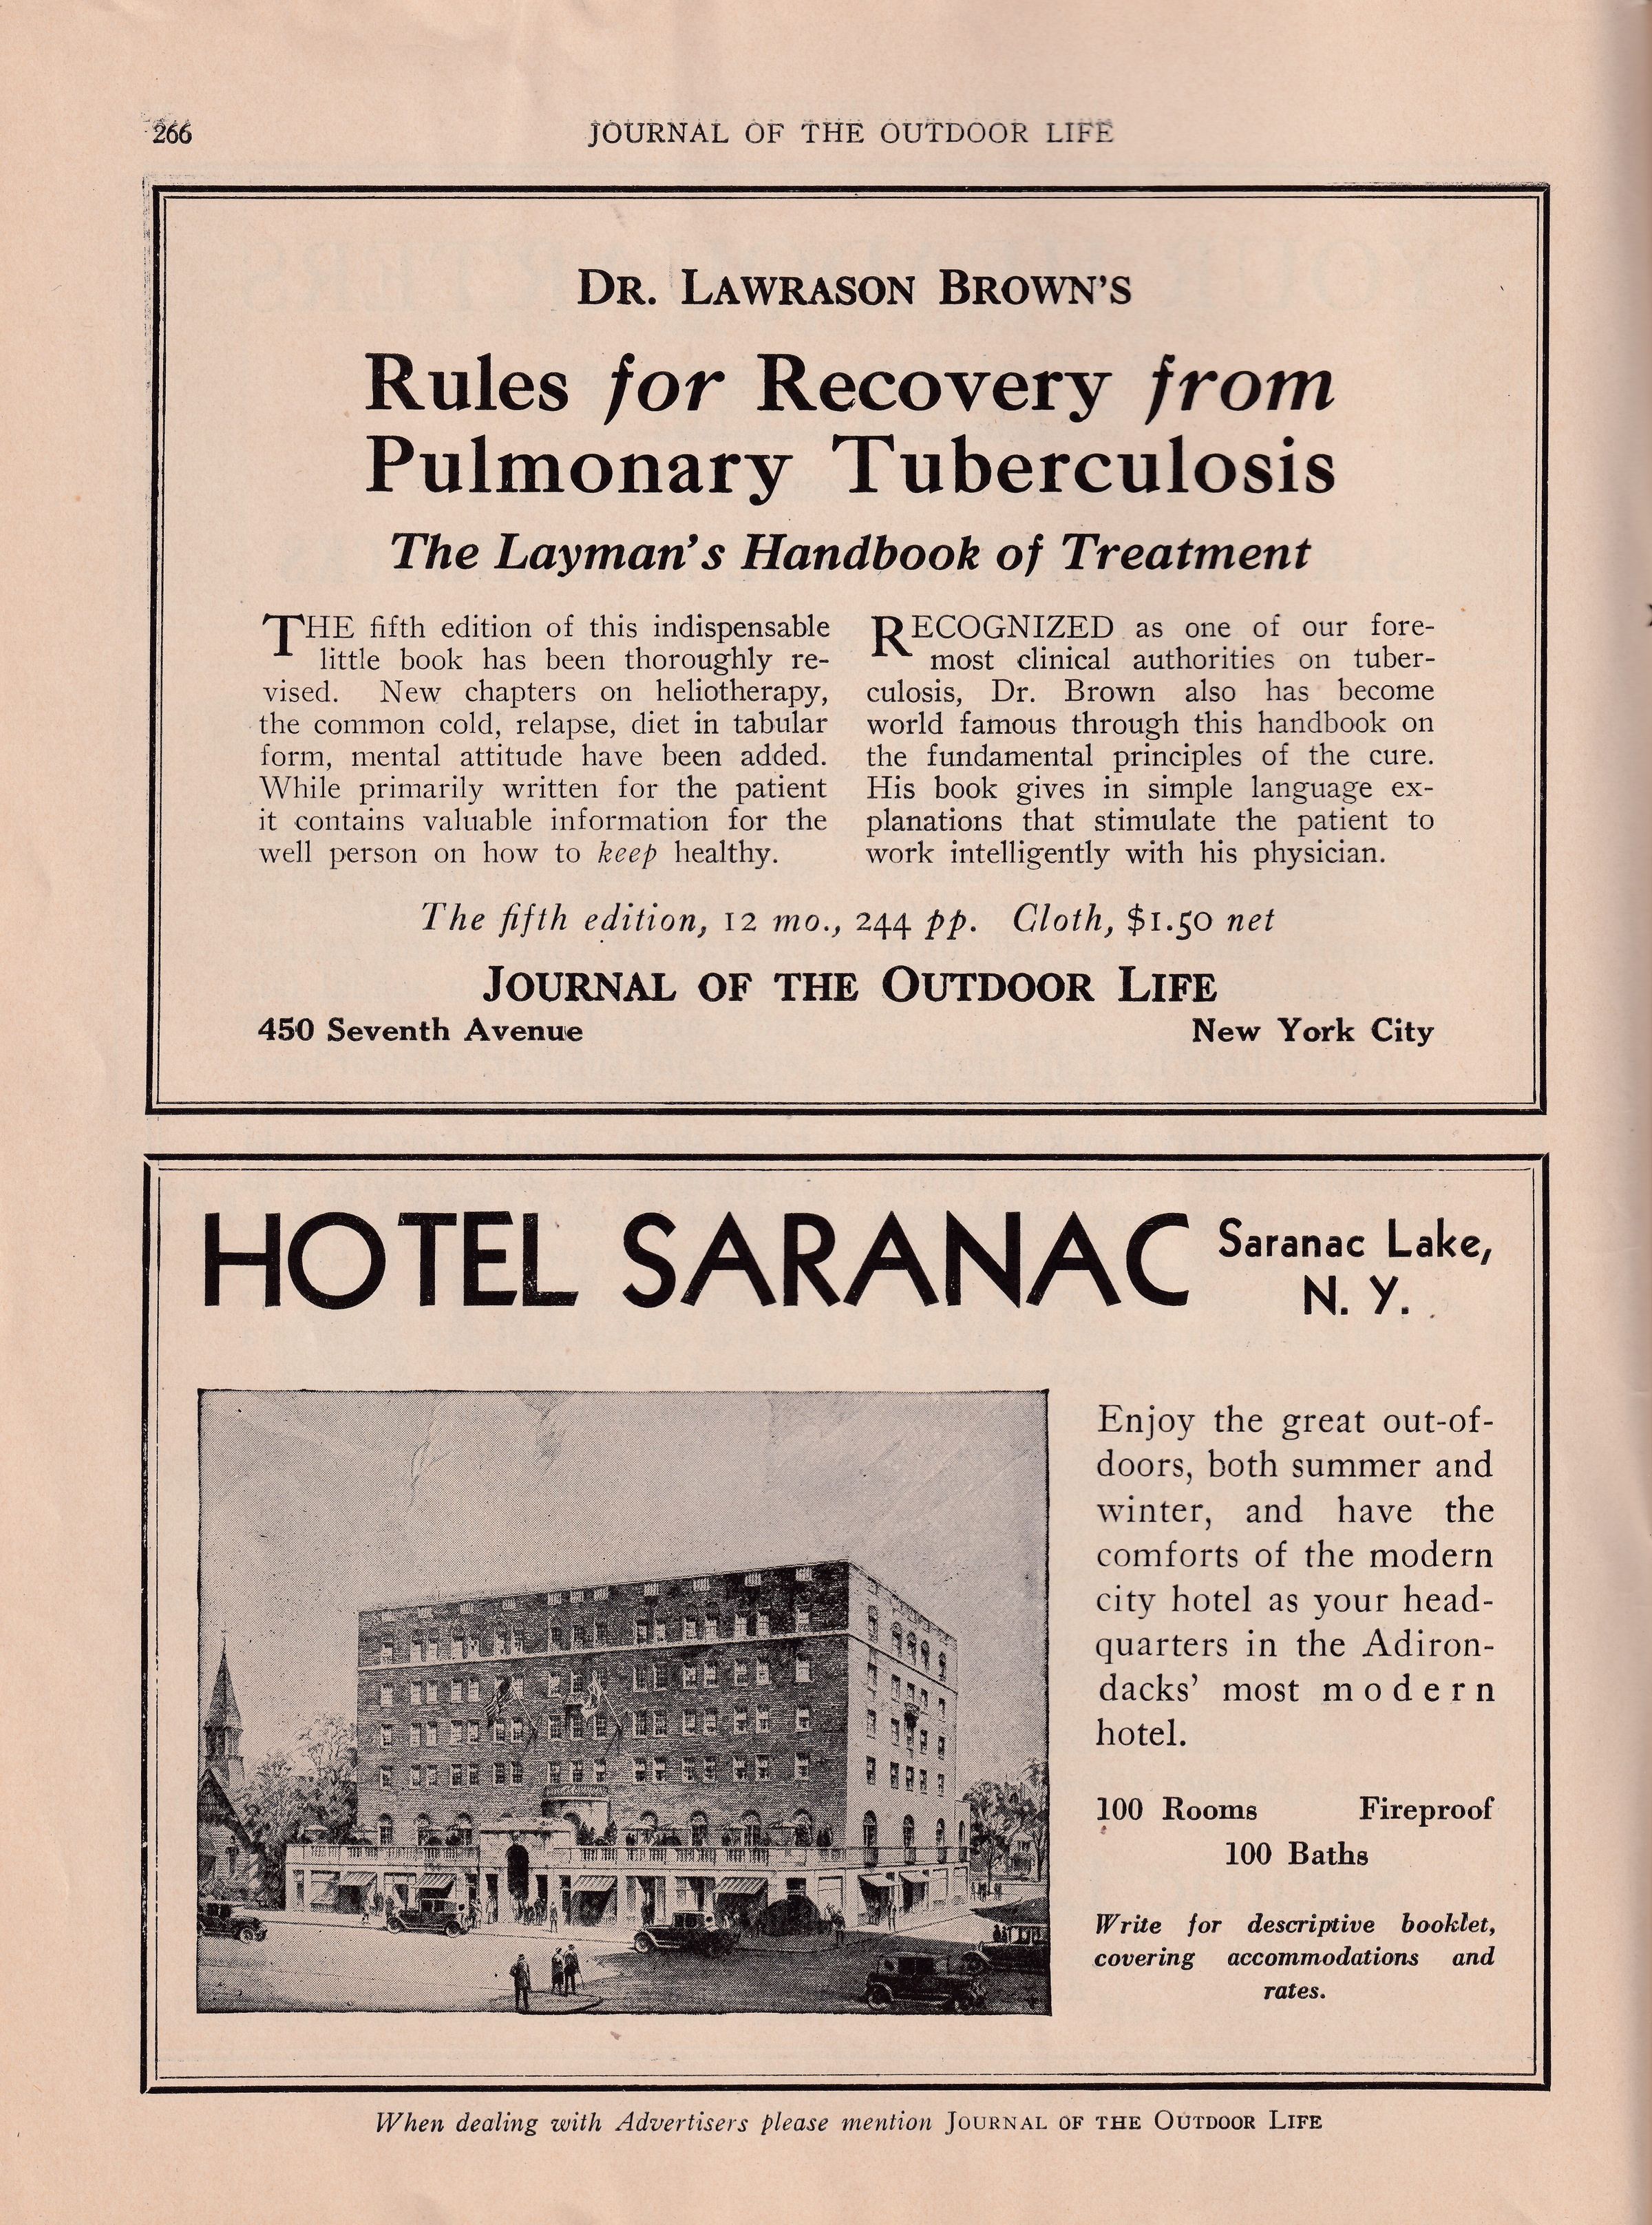 266
JOURNAL OF THE OUTDOOR LIFE
DR. LAWRASON BROWN'S
Rules for Recovery from
Pulmonary Tuberculosis
The Layman's Handbook of Treatment
THE fifth edition of this indispensable
little book has been thoroughly re-
vised. New chapters on heliotherapy,
the common cold, relapse, diet in tabular
form, mental attitude have been added.
While primarily written for the patient
it contains valuable information for the
well person on how to keep healthy.
RECOGNIZED as one of our fore-
most clinical authorities on tuber-
culosis, Dr. Brown also has become
world famous through this handbook on
the fundamental principles of the cure.
His book gives in simple language ex-
planations that stimulate the patient to
work intelligently with his physician.
The fifth edition, 12 mo., 244 pp. Cloth, $1.50 net
JOURNAL OF THE OUTDOOR LIFE
450 Seventh Avenue New York City
HOTEL SARANAC
Saranac Lake,
N. Y.
Enjoy the great out-of-
doors, both summer and
winter, and have the
comforts of the modern
city hotel as your head-
quarters in the Adiron-
dacks' most modern
hotel.
100 Rooms Fireproof
100 Baths
Write for descriptive booklet,
covering accommodations and
rates.
When dealing with Advertisers please mention JOURNAL OF THE OUTDOOR LIFE